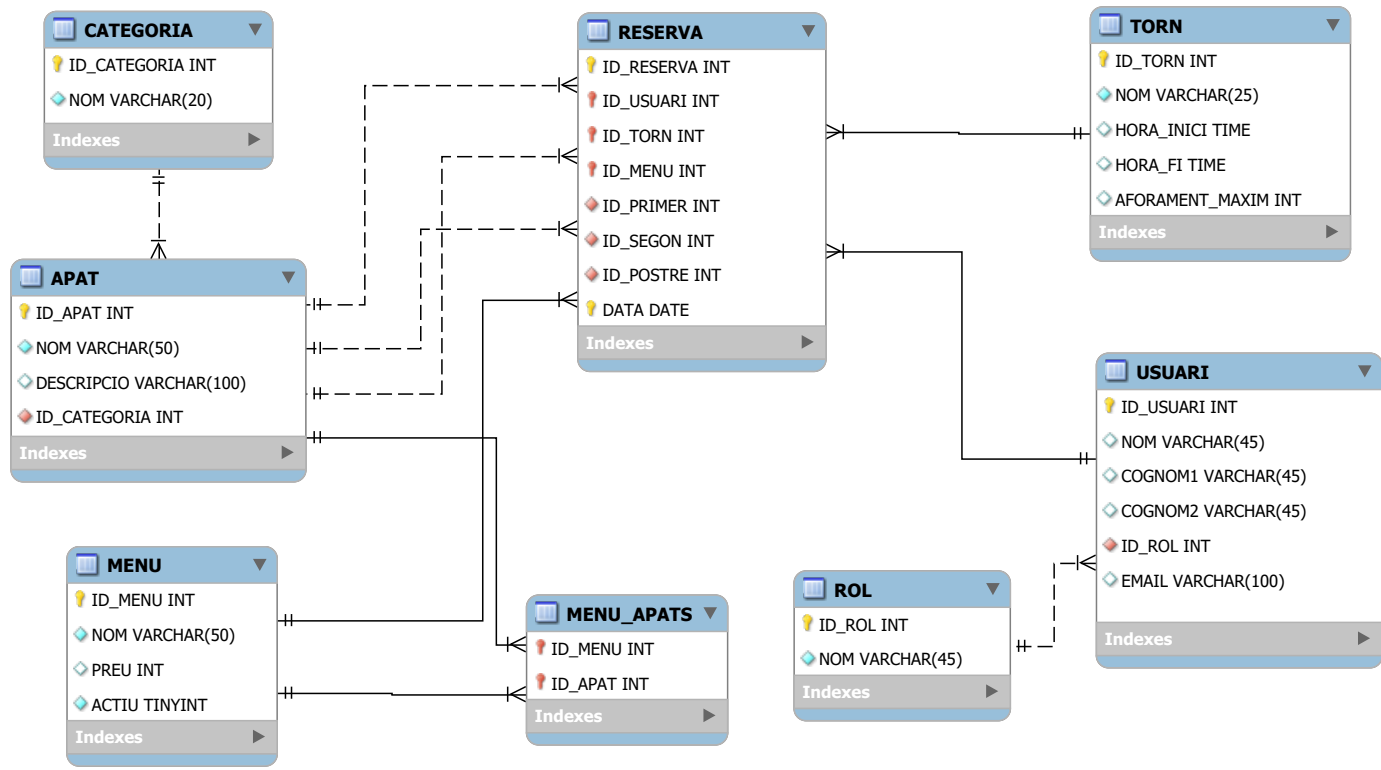 CATEGORIA
ID_CATEGORIA INT
NOM VARCHAR(20)
Indexes
RESERVA
ID_RESERVA INT
ID_USUARI INT
ID_TORN INT
ID_MENU INT
ID_PRIMER INT
ID_SEGON INT
ID_POSTRE INT
DATA DATE
Indexes
TORN
ID_TORN INT
NOM VARCHAR(25)
HORA_INICI TIME
HORA_FI TIME
AFORAMENT_MAXIM INT
Indexes
APAT
ID_APAT INT
NOM VARCHAR(50)
DESCRIPCIO VARCHAR(100)
ID_CATEGORIA INT
Indexes
USUARI
ID_USUARI INT
NOM VARCHAR(45)
COGNOM1 VARCHAR(45)
COGNOM2 VARCHAR(45)
ID_ROL INT
EMAIL VARCHAR(100)
Indexes
MENU
ID_MENU INT
NOM VARCHAR(50)
PREU INT
ACTIU TINYINT
Indexes
MENU_APATS
ID_MENU INT
ID_APAT INT
Indexes
ROL
ID_ROL INT
NOM VARCHAR(45)
Indexes